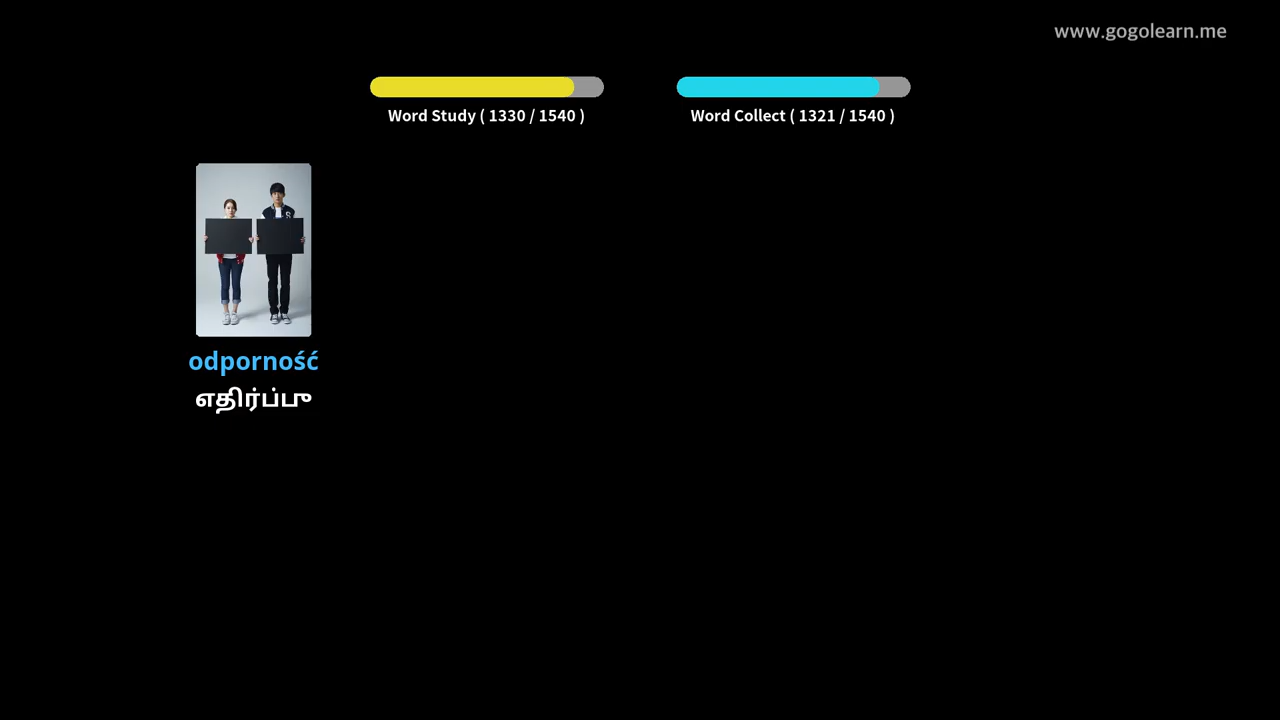 www.gogolearn.me
Word Study ( 1330 / 1540 )
Word Collect ( 1321 / 1540 )
odporność
எதிர்ப்பு